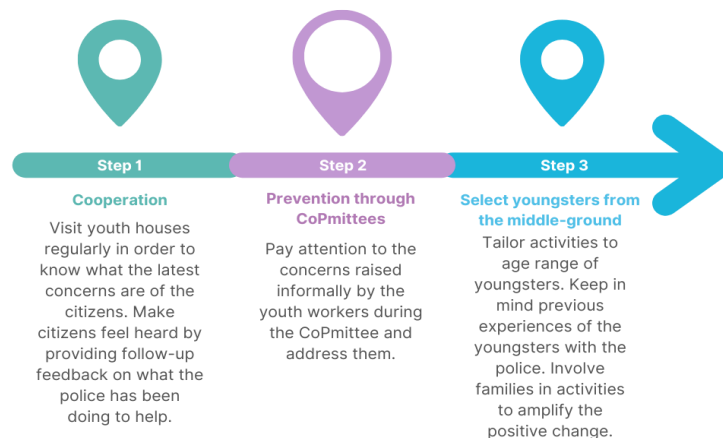 Step 1
Step 2
Step 3
Cooperation
Visit youth houses
regularly in order to
know what the latest
concerns are of the
citizens. Make
citizens feel heard by
providing follow-up
feedback on what the
police has been
doing to help.
Prevention through
CoPmittees
Pay attention to the
concerns raised
informally by the
youth workers during
the CoPmittee and
address them.
Select youngsters from
the middle-ground
Tailor activities to
age range of
youngsters. Keep in
mind previous
experiences of the
youngsters with the
police. Involve
families in activities
to amplify the
positive change.